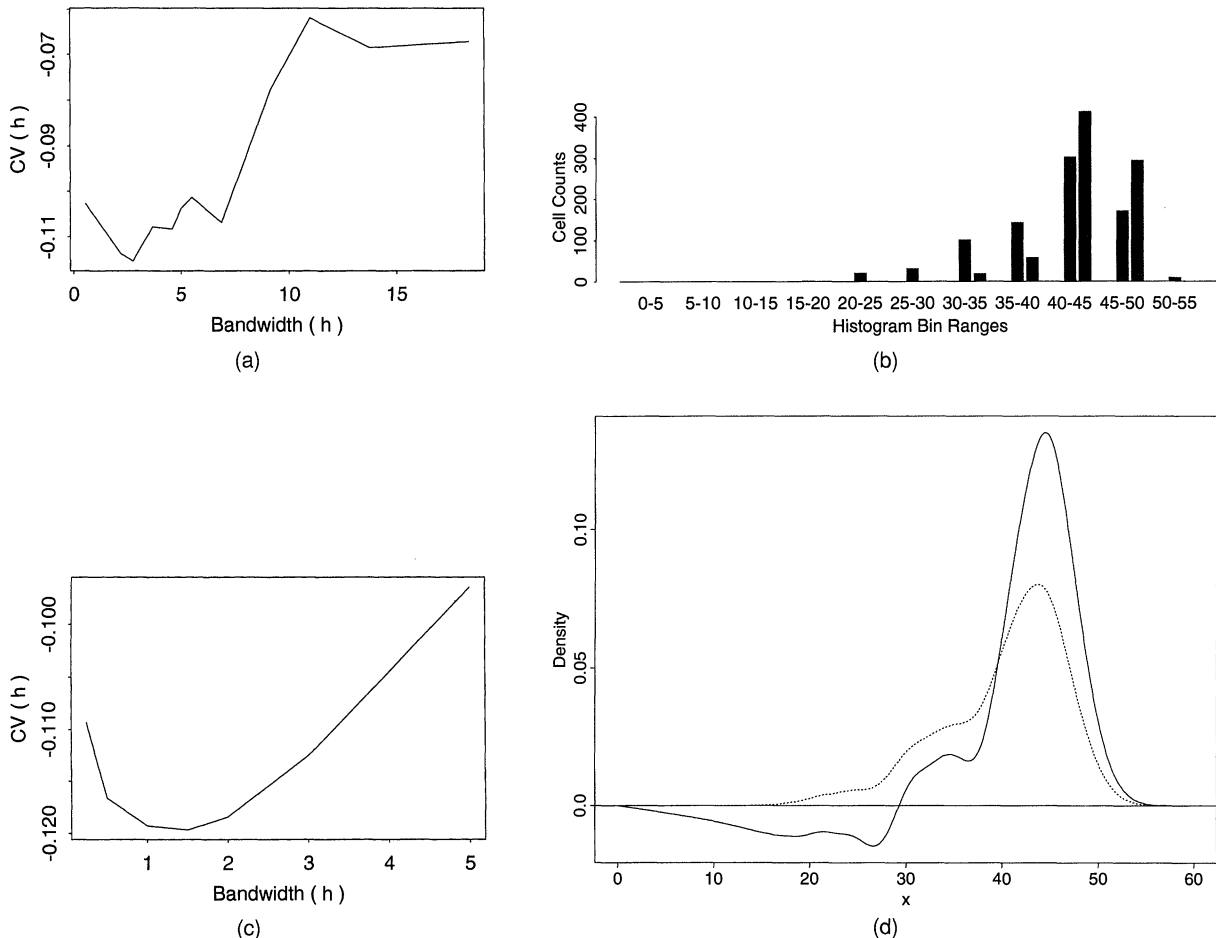 CV ( h )
-0.07
-0.09
-0.11
0 5 10 15
Bandwidth ( h )
(a)
Cell Counts
400
300
200
100
0
0-5 5-10 10-15 15-20 20-25 25-30 30-35 35-40 40-45 45-50 50-55
Histogram Bin Ranges
(b)
CV ( h )
-0.100
-0.110
-0.120
1 2 3 4 5
Bandwidth ( h )
(c)
Density
0.10
0.05
0.0
0 10 20 30 40 50 60
x
(d)